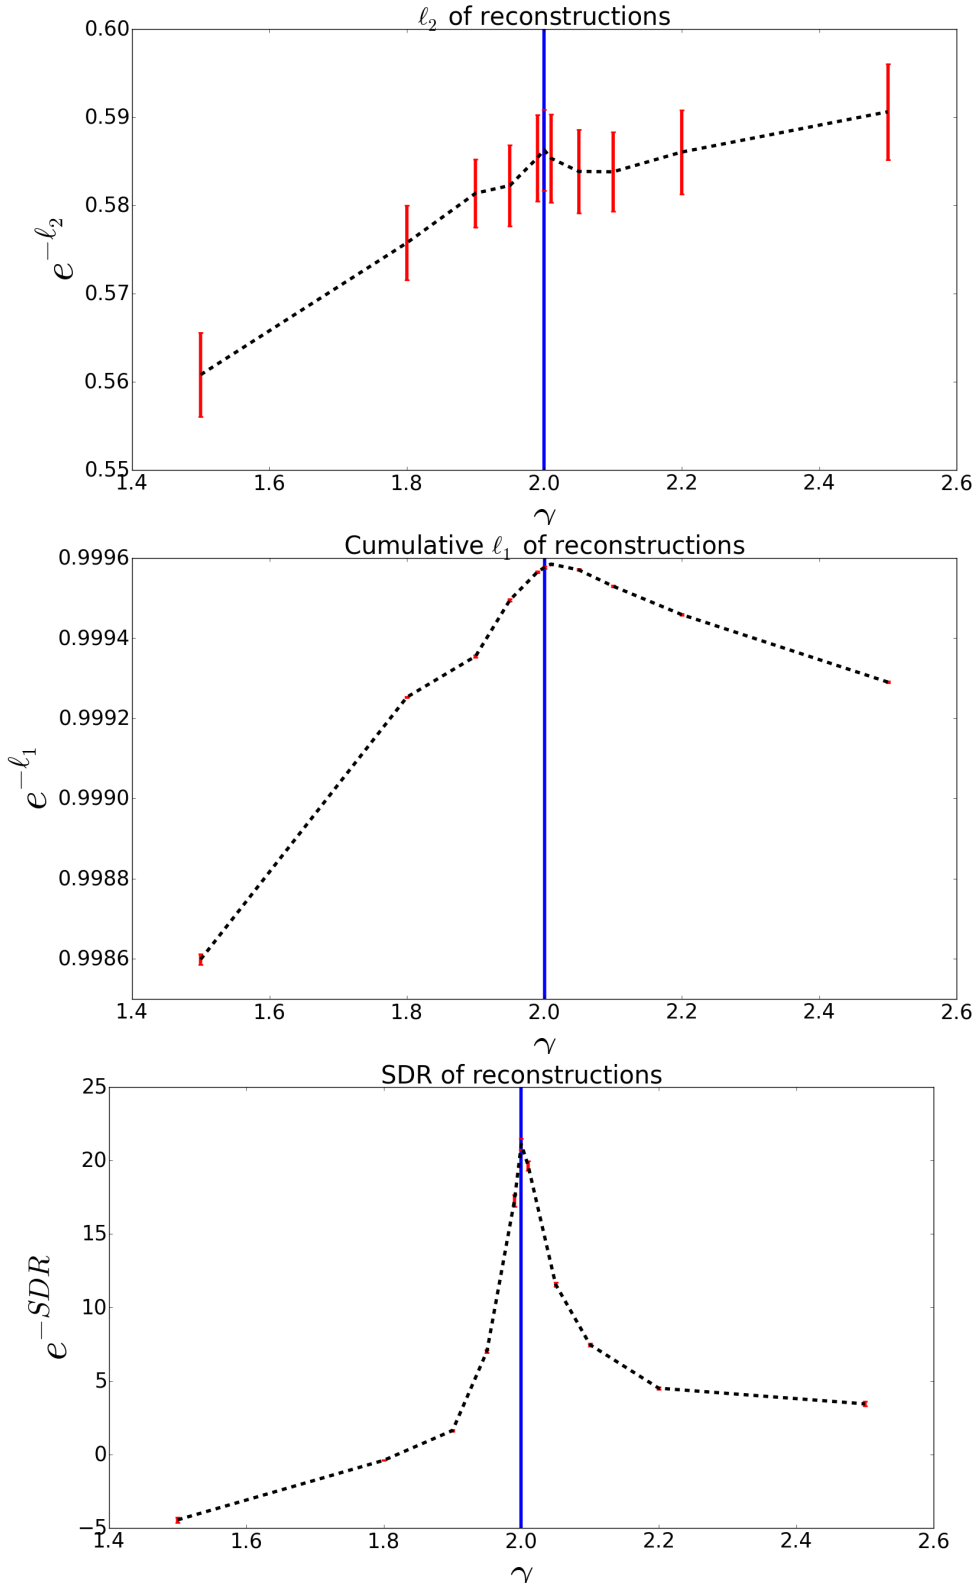 ℓ₂ of reconstructions
0.60
0.59
0.58
0.57
0.56
0.55
e^{-ℓ₂}
1.4 1.6 1.8 2.0 2.2 2.4 2.6
γ
Cumulative ℓ₁ of reconstructions
0.9996
0.9994
0.9992
0.9990
0.9988
0.9986
e^{-ℓ₁}
1.4 1.6 1.8 2.0 2.2 2.4 2.6
γ
SDR of reconstructions
25
20
15
10
5
0
−5
e^{-SDR}
1.4 1.6 1.8 2.0 2.2 2.4 2.6
γ